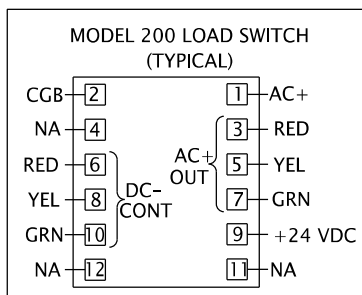 MODEL 200 LOAD SWITCH
(TYPICAL)
CGB 2 1 AC+
NA 4 3 RED
RED 6 5 YEL
YEL 8 7 GRN
GRN 10 9 +24 VDC
NA 12 11 NA
DC-
CONT
AC+
OUT